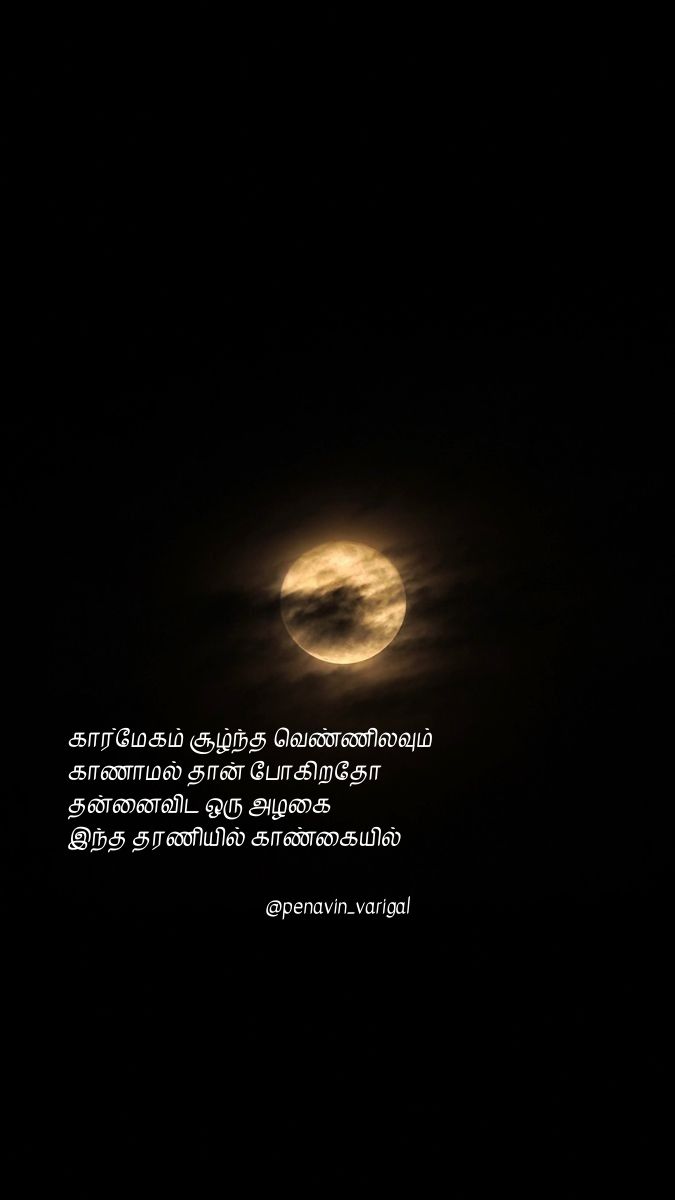 கார்மேகம் சூழ்ந்த வெண்ணிலவும்
காணாமல் தான் போகிறதோ
தன்னைவிட ஒரு அழகை
இந்த தரணியில் காண்கையில்
@penavin_varigal